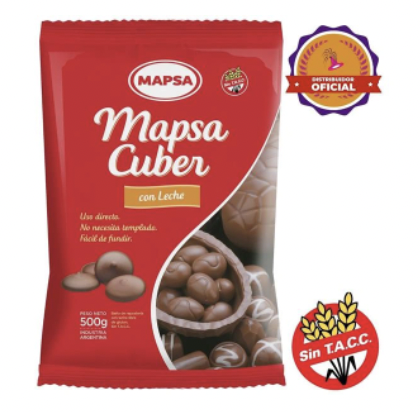 MAPSA
Sin T.A.C.C.
Mapsa
Cuber
con Leche
Uso directo.
No necesita templado.
Fácil de fundir.
PESO NETO
500g
INDUSTRIA
ARGENTINA
DISTRIBUIDOR
OFICIAL
Sin T.A.C.C.